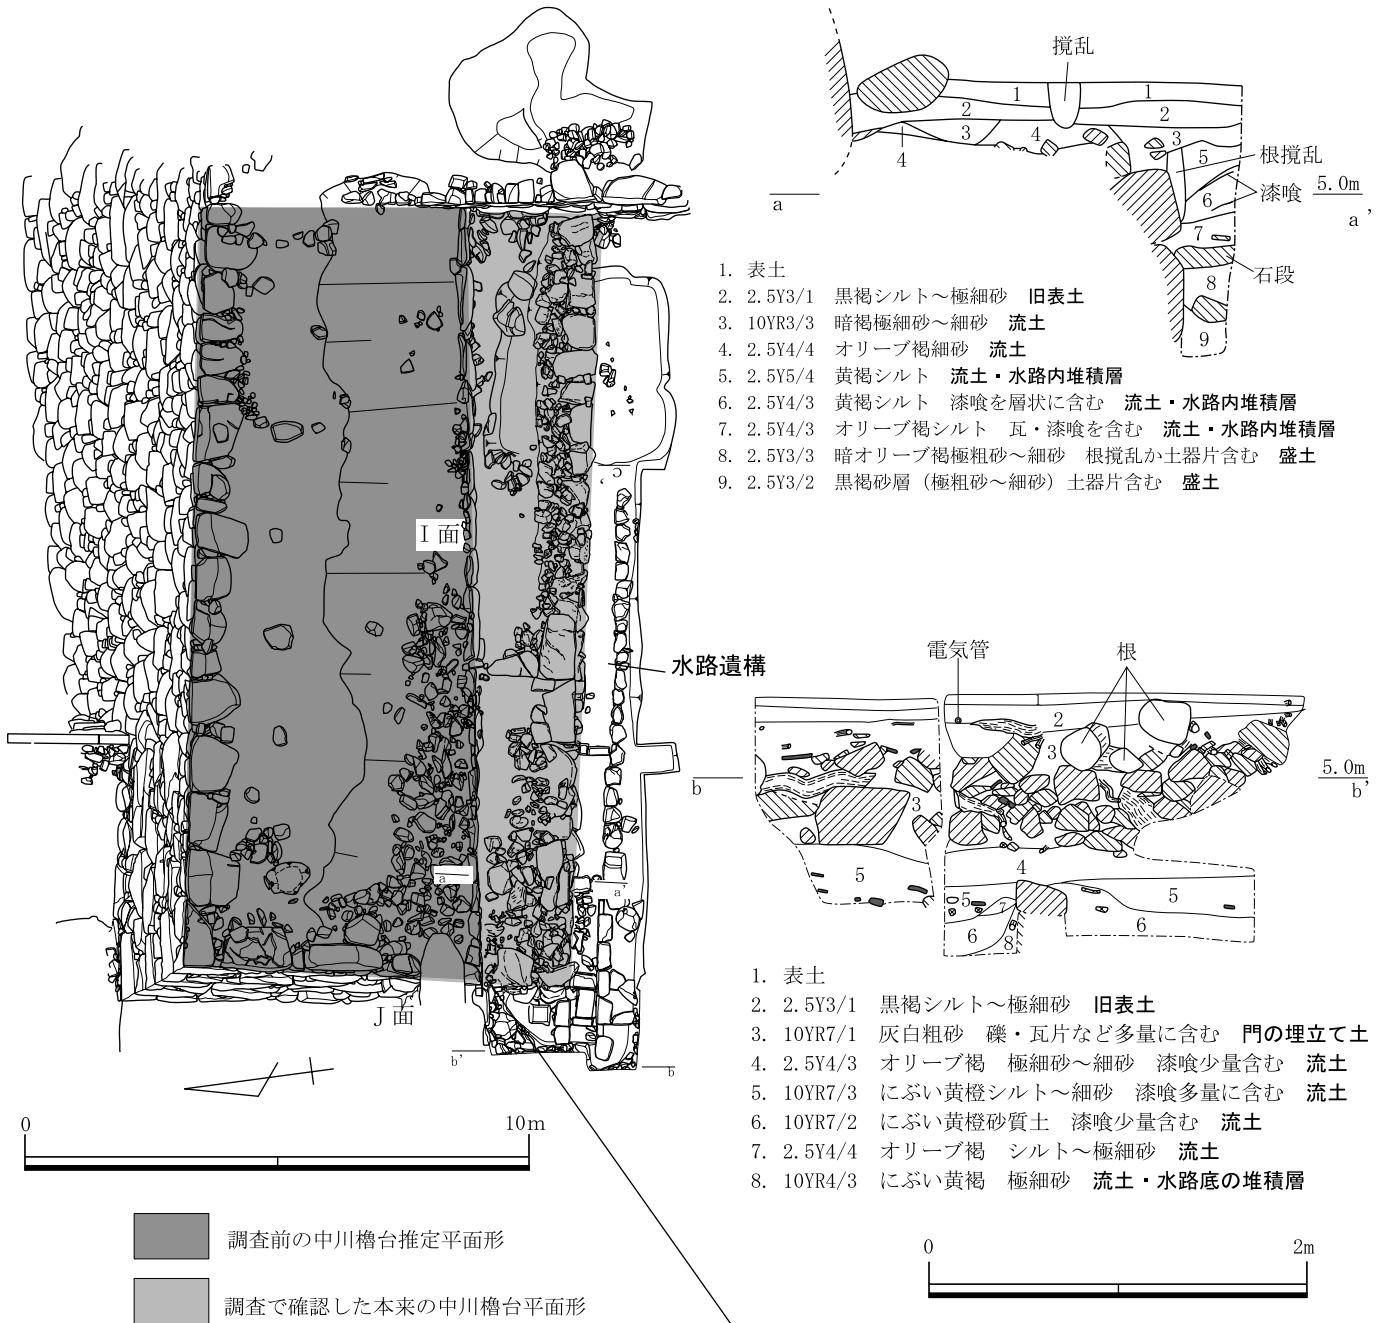 撹乱
1
1
2
2
3
4
3
4
5
根撹乱
漆喰
5.0m
6
a
a'
7
石段
8
9
1. 表土
2. 2.5Y3/1 黒褐シルト～極細砂 旧表土
3. 10YR3/3 暗褐極細砂～細砂 流土
4. 2.5Y4/4 オリーブ褐細砂 流土
5. 2.5Y5/4 黄褐シルト 流土・水路内堆積層
6. 2.5Y4/3 黄褐シルト 漆喰を層状に含む 流土・水路内堆積層
7. 2.5Y4/3 オリーブ褐シルト 瓦・漆喰を含む 流土・水路内堆積層
8. 2.5Y3/3 暗オリーブ褐極粗砂～細砂 根撹乱か土器片含む 盛土
9. 2.5Y3/2 黒褐砂層（極粗砂～細砂）土器片含む 盛土
I 面
水路遺構
a
a'
J 面
b'
b
0
10m
調査前の中川櫓台推定平面形
調査で確認した本来の中川櫓台平面形
電気管
根
2
3
b
5.0m
b'
3
4
5
5
7
5
6
8
6
1. 表土
2. 2.5Y3/1 黒褐シルト～極細砂 旧表土
3. 10YR7/1 灰白粗砂 礫・瓦片など多量に含む 門の埋立て土
4. 2.5Y4/3 オリーブ褐 極細砂～細砂 漆喰少量含む 流土
5. 10YR7/3 にぶい黄橙シルト～細砂 漆喰多量に含む 流土
6. 10YR7/2 にぶい黄橙砂質土 漆喰少量含む 流土
7. 2.5Y4/4 オリーブ褐 シルト～極細砂 流土
8. 10YR4/3 にぶい黄褐 極細砂 流土・水路底の堆積層
0
2m